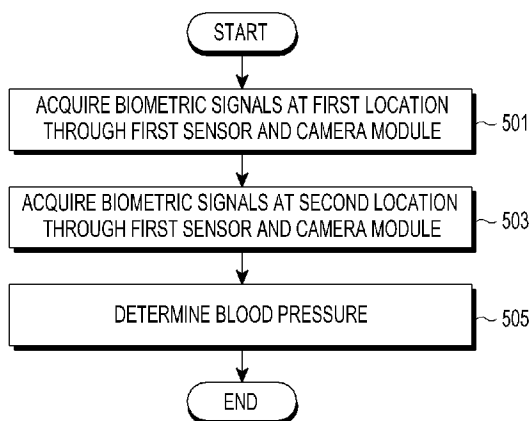 START
ACQUIRE BIOMETRIC SIGNALS AT FIRST LOCATION
THROUGH FIRST SENSOR AND CAMERA MODULE
501
ACQUIRE BIOMETRIC SIGNALS AT SECOND LOCATION
THROUGH FIRST SENSOR AND CAMERA MODULE
503
DETERMINE BLOOD PRESSURE
505
END